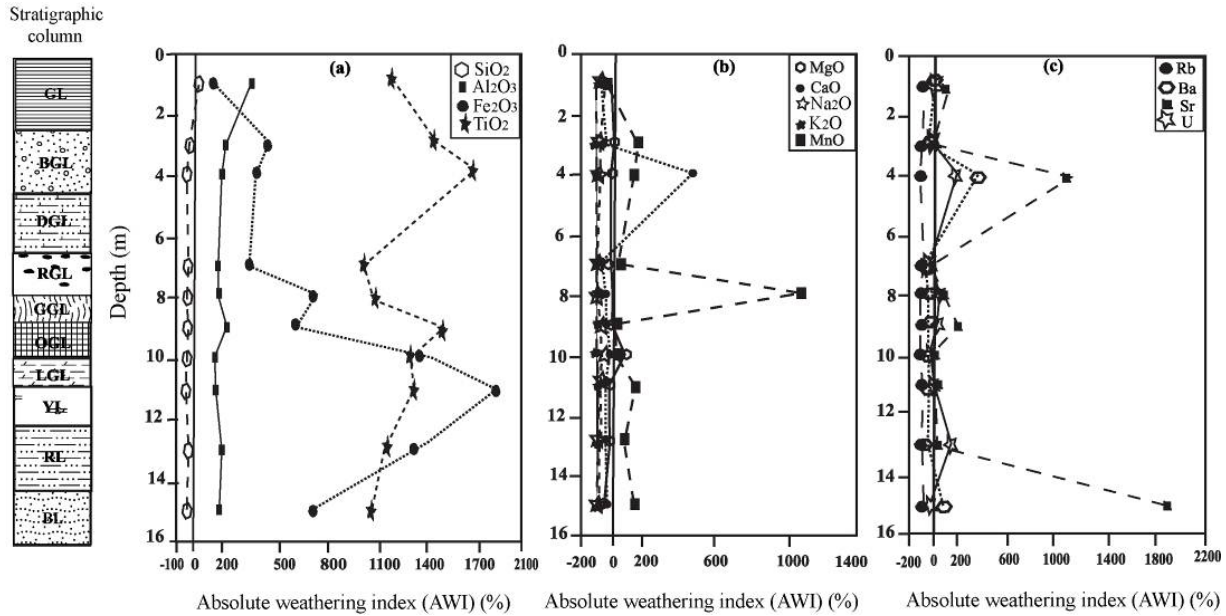 Stratigraphic
column
GL
BGL
DGL
RGL
GGL
OGL
LGL
YL
RL
BL
Depth (m)
0
2
4
6
8
10
12
14
16
(a)
SiO₂
Al₂O₃
Fe₂O₃
TiO₂
-100 0 200 500 800 1100 1400 1700 2100
Absolute weathering index (AWI) (%)
0
2
4
6
8
10
12
14
16
(b)
MgO
CaO
Na₂O
K₂O
MnO
-200 0 200 1000 1400
Absolute weathering index (AWI) (%)
0
2
4
6
8
10
12
14
16
(c)
Rb
Ba
Sr
U
-200 0 200 600 1000 1400 1800 2200
Absolute weathering index (AWI) (%)